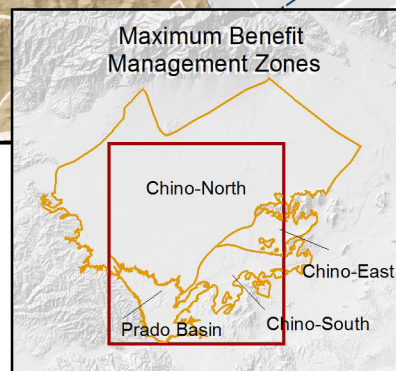 Maximum Benefit
Management Zones
Chino-North
Chino-East
Chino-South
Prado Basin